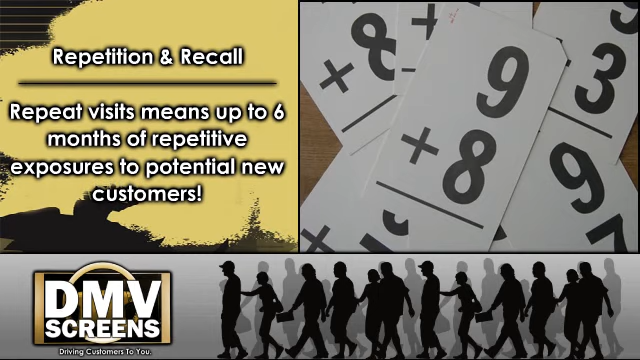 Repetition & Recall
Repeat visits means up to 6
months of repetitive
exposures to potential new
customers!
8
+
9
+ 8
3
9
7
+
DMV
SCREENS
Driving Customers To You.